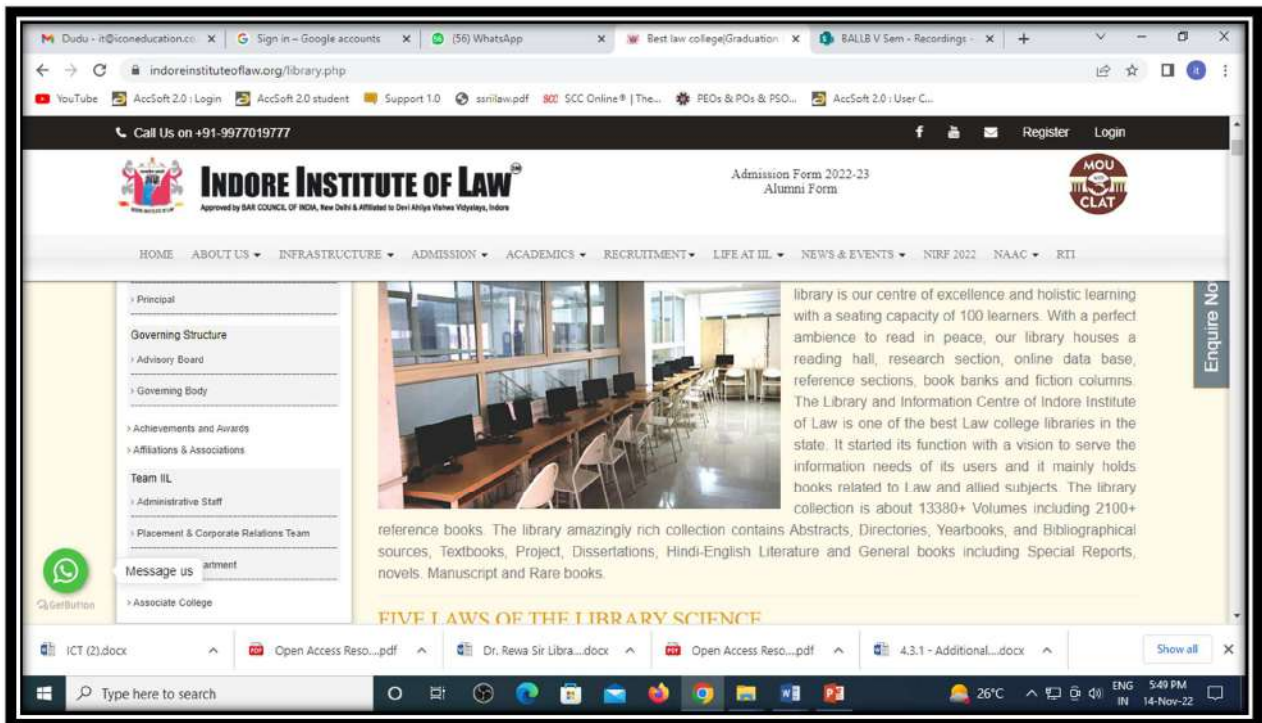 Dudu - it@iconeducation.co
Sign in – Google accounts
(56) WhatsApp
Best law college|Graduation
BALLB V Sem - Recordings -
indoreinstituteoflaw.org/library.php
YouTube
AccSoft 2.0 : Login
AccSoft 2.0 student
Support 1.0
ssriilaw.pdf
SCC SCC Online® | The...
PEOs & POs & PSO...
AccSoft 2.0 : User C...
Call Us on +91-9977019777
Register
Login
INDORE INSTITUTE OF LAW
Approved by BAR COUNCIL OF INDIA, New Delhi & Affiliated to Devi Ahilya Vishwa Vidyalaya, Indore
Admission Form 2022-23
Alumni Form
MOU
CLAT
HOME ABOUT US INFRASTRUCTURE ADMISSION ACADEMICS RECRUITMENT LIFE AT IIL NEWS & EVENTS NIRF 2022 NAAC RTI
› Principal
Governing Structure
› Advisory Board
› Governing Body
› Achievements and Awards
› Affiliations & Associations
Team IIL
› Administrative Staff
› Placement & Corporate Relations Team
artment
› Associate College
Message us
GetButton
library is our centre of excellence and holistic learning
with a seating capacity of 100 learners. With a perfect
ambience to read in peace, our library houses a
reading hall, research section, online data base,
reference sections, book banks and fiction columns.
The Library and Information Centre of Indore Institute
of Law is one of the best Law college libraries in the
state. It started its function with a vision to serve the
information needs of its users and it mainly holds
books related to Law and allied subjects. The library
collection is about 13380+ Volumes including 2100+
reference books. The library amazingly rich collection contains Abstracts, Directories, Yearbooks, and Bibliographical
sources, Textbooks, Project, Dissertations, Hindi-English Literature and General books including Special Reports,
novels. Manuscript and Rare books.
FIVE LAWS OF THE LIBRARY SCIENCE
Enquire No
ICT (2).docx
Open Access Reso....pdf
Dr. Rewa Sir Libra....docx
Open Access Reso....pdf
4.3.1 - Additional....docx
Show all
Type here to search
26°C
ENG
IN
5:49 PM
14-Nov-22